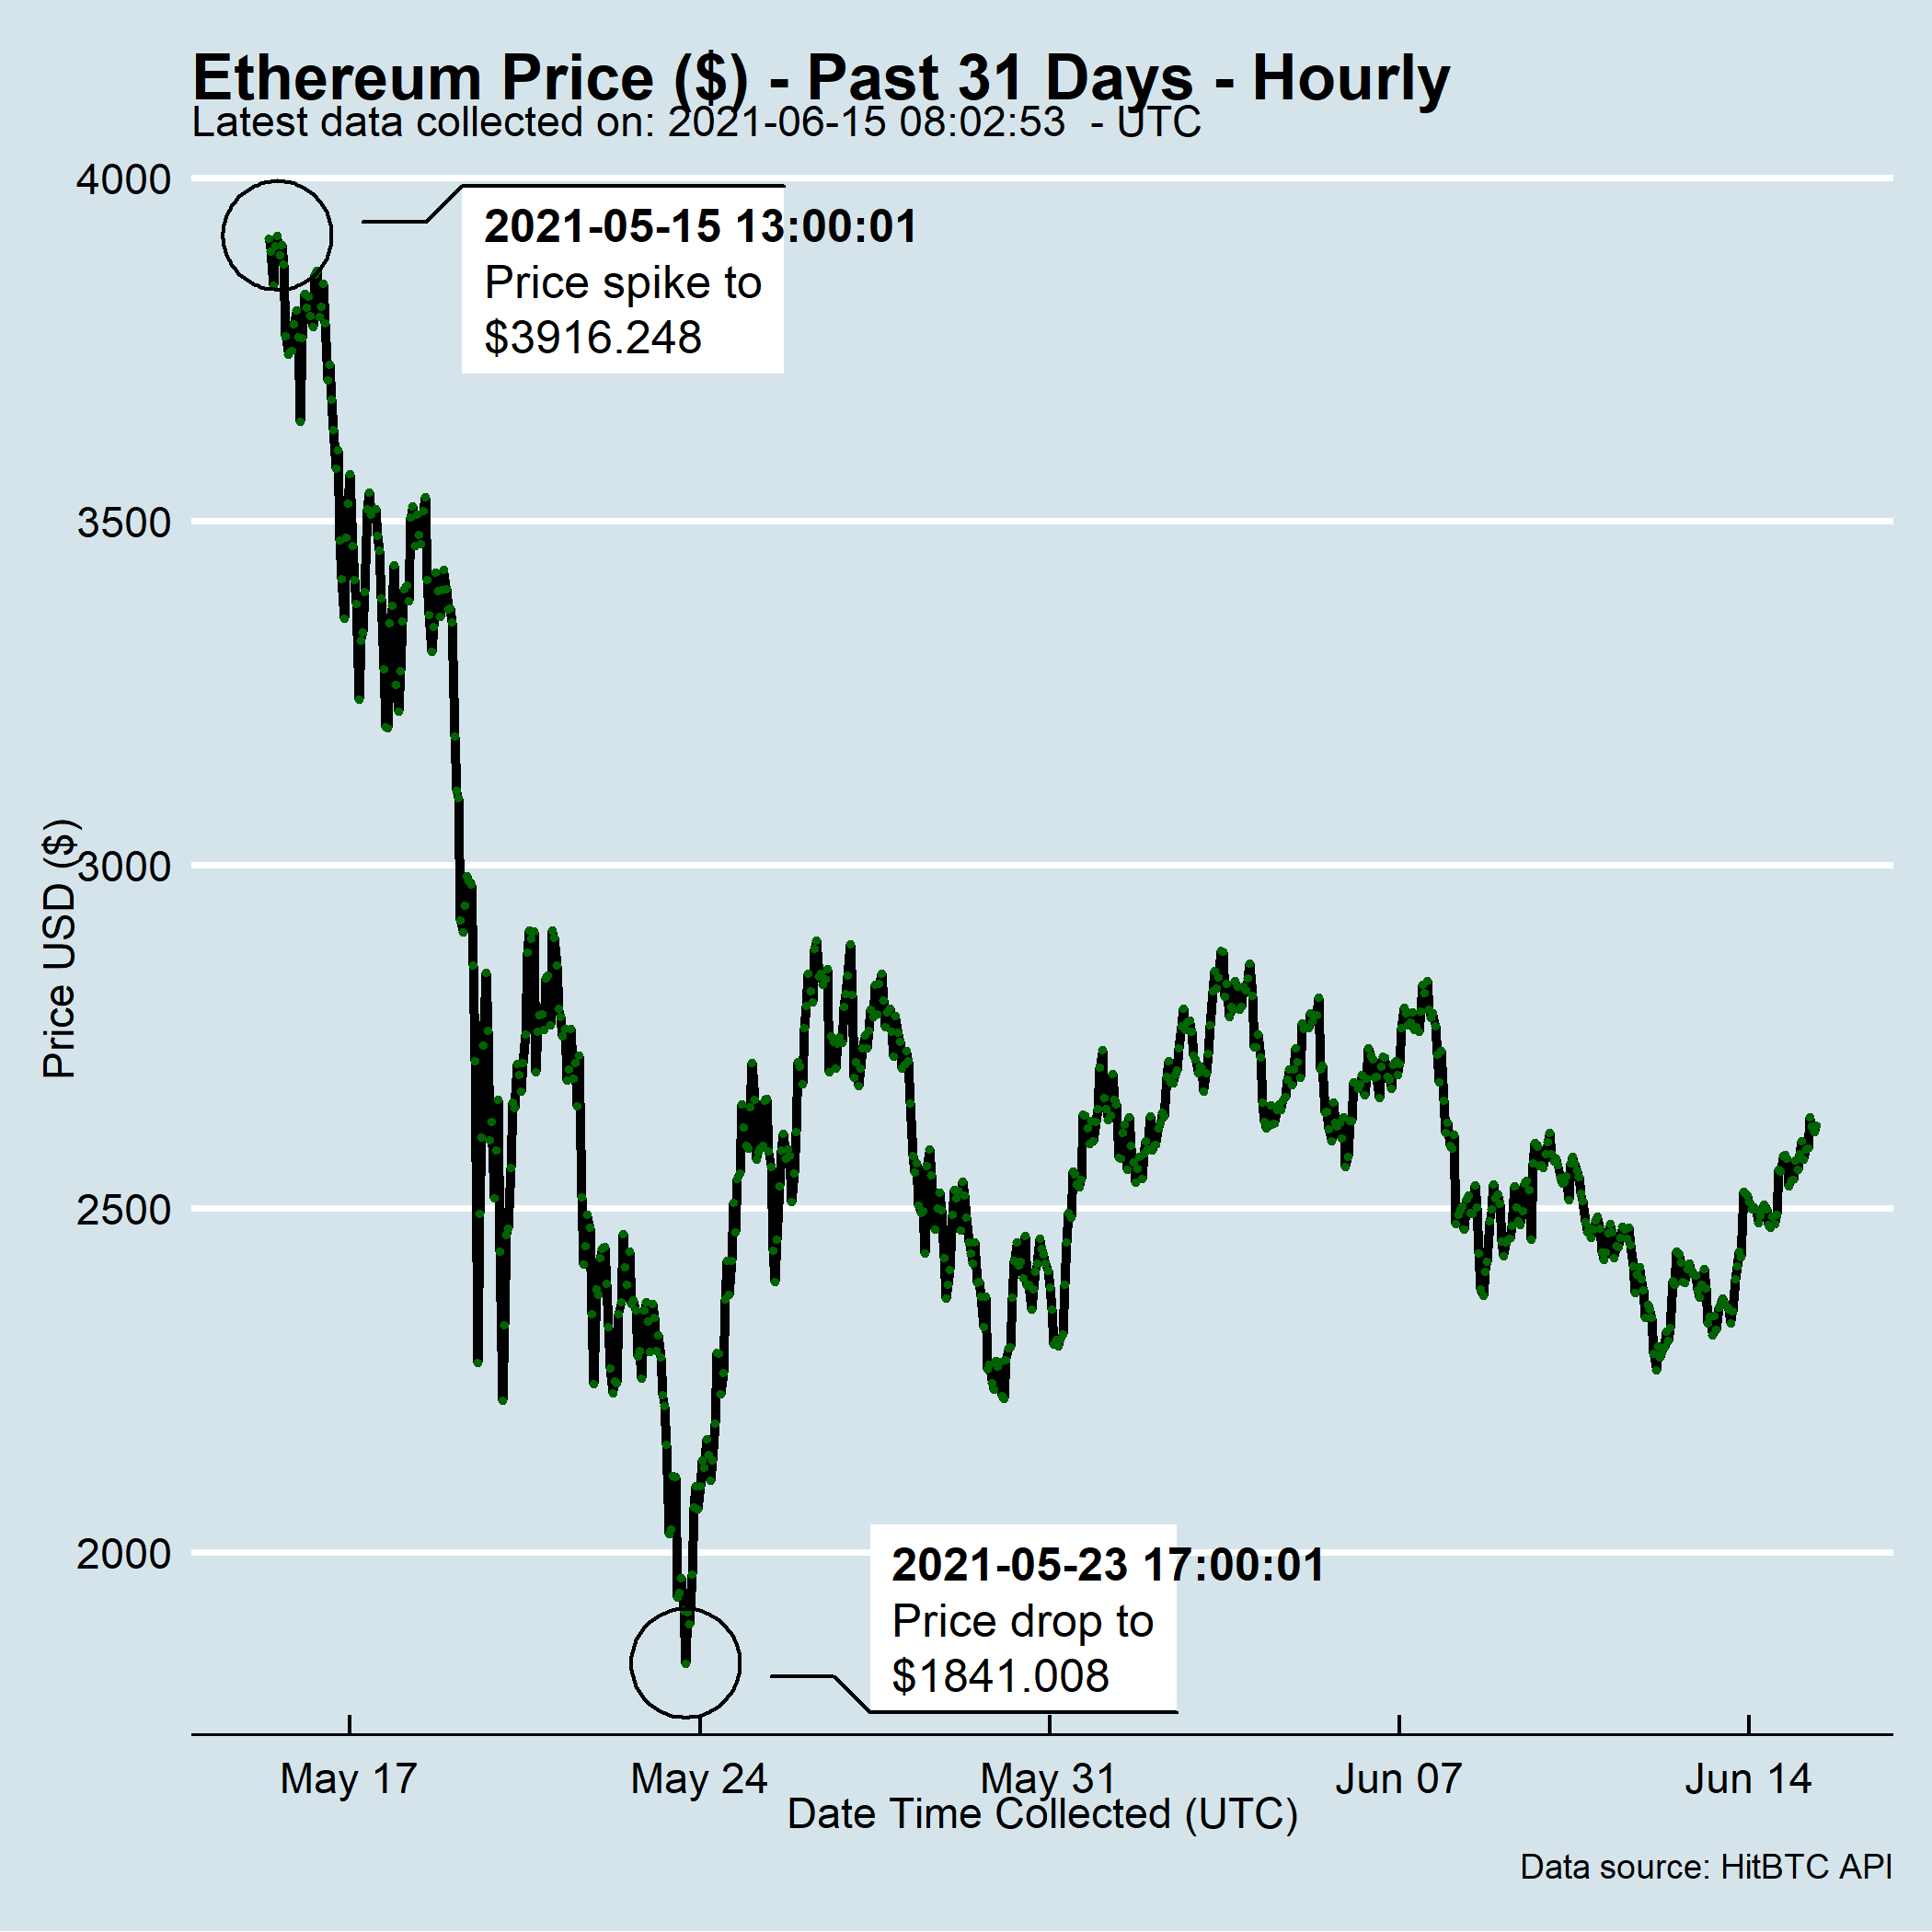 Ethereum Price ($) - Past 31 Days - Hourly
Latest data collected on: 2021-06-15 08:02:53  - UTC
4000
3500
3000
2500
2000
Price USD ($)
2021-05-15 13:00:01
Price spike to
$3916.248
2021-05-23 17:00:01
Price drop to
$1841.008
May 17
May 24
May 31
Jun 07
Jun 14
Date Time Collected (UTC)
Data source: HitBTC API